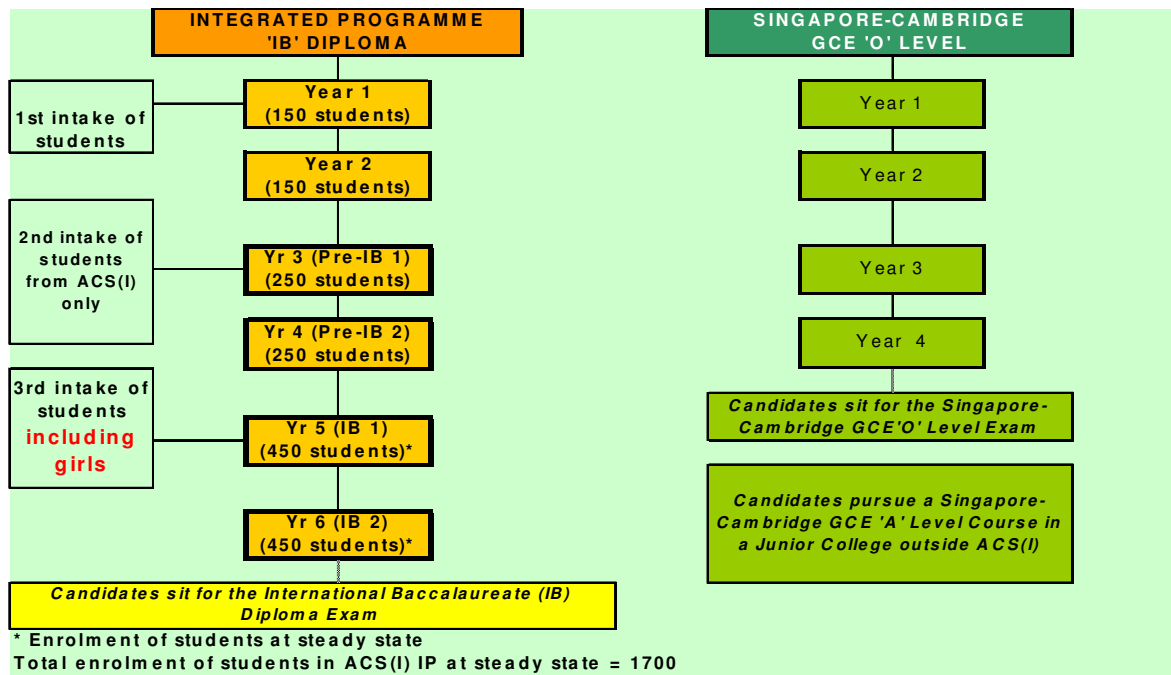 INTEGRATED PROGRAMME
'IB' DIPLOMA
1st intake of
students
Year 1
(150 students)
Year 2
(150 students)
2nd intake of
students
from ACS(I)
only
Yr 3 (Pre-IB 1)
(250 students)
Yr 4 (Pre-IB 2)
(250 students)
3rd intake of
students
including
girls
Yr 5 (IB 1)
(450 students)*
Yr 6 (IB 2)
(450 students)*
Candidates sit for the International Baccalaureate (IB)
Diploma Exam
* Enrolment of students at steady state
Total enrolment of students in ACS(I) IP at steady state = 1700
SINGAPORE-CAMBRIDGE
GCE 'O' LEVEL
Year 1
Year 2
Year 3
Year 4
Candidates sit for the Singapore-
Cambridge GCE'O' Level Exam
Candidates pursue a Singapore-
Cambridge GCE 'A' Level Course in
a Junior College outside ACS(I)